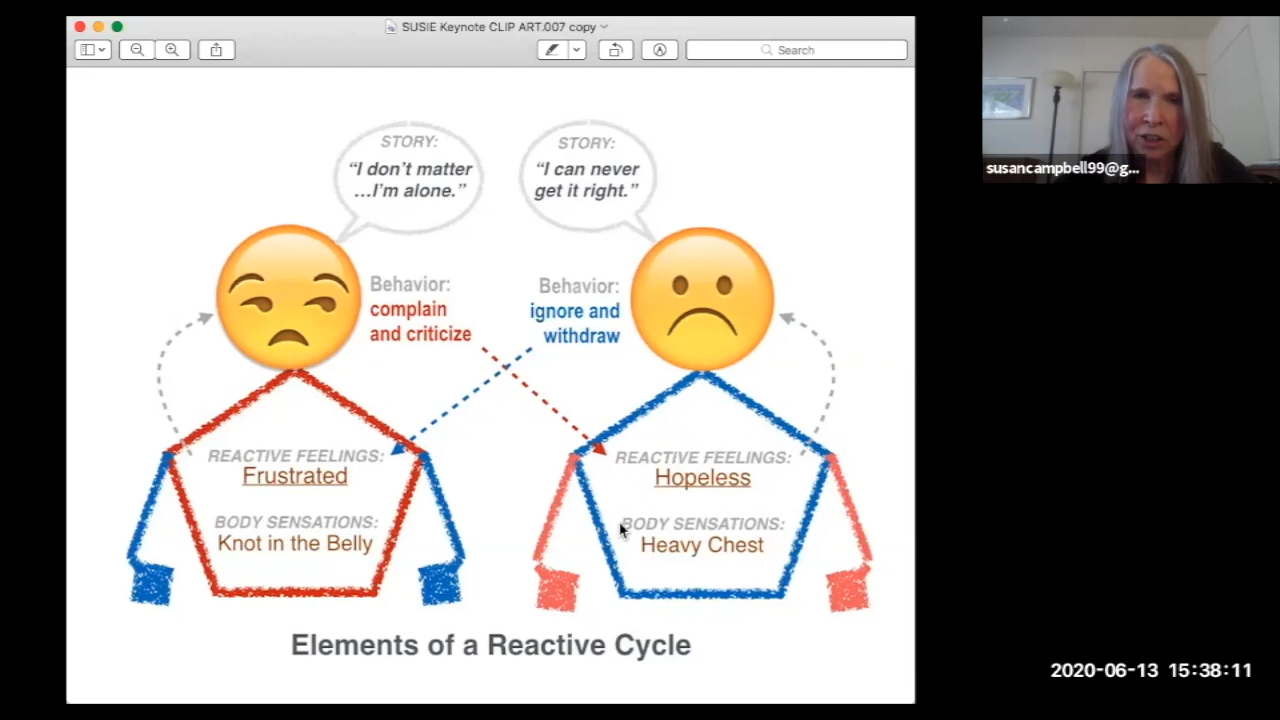 SUSIE Keynote CLIP ART.007 copy
Search
STORY:
“I don’t matter
...I’m alone.”
STORY:
“I can never
get it right.”
Behavior:
complain
and criticize
Behavior:
ignore and
withdraw
REACTIVE FEELINGS:
Frustrated
BODY SENSATIONS:
Knot in the Belly
REACTIVE FEELINGS:
Hopeless
BODY SENSATIONS:
Heavy Chest
Elements of a Reactive Cycle
susancampbell99@g...
2020-06-13 15:38:11